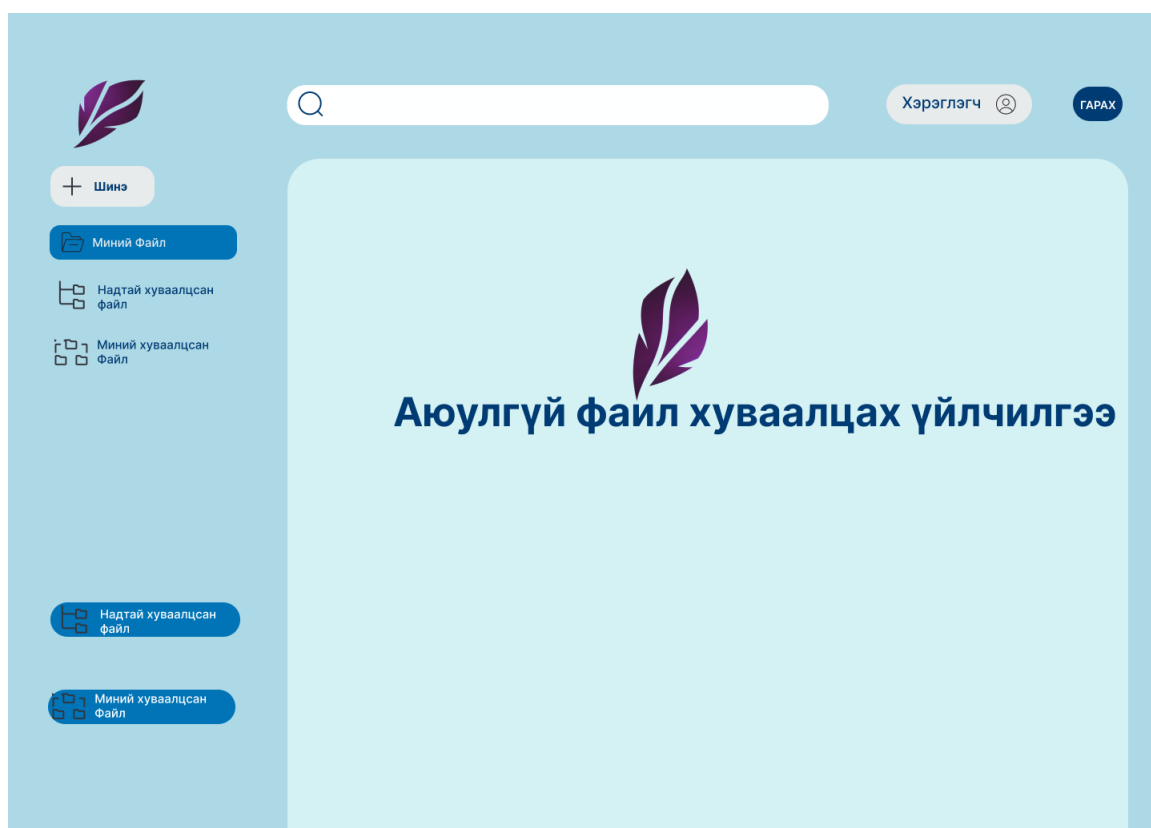 Хэрэглэгч
ГАРАХ
Шинэ
Миний Файл
Надтай хуваалцсан
файл
Миний хуваалцсан
Файл
Аюулгүй файл хуваалцах үйлчилгээ
Надтай хуваалцсан
файл
Миний хуваалцсан
Файл